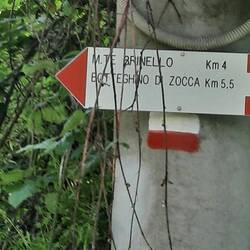 M.TE BRINELLO Km 4
BOTTEGHINO DI ZOCCA Km 5,5